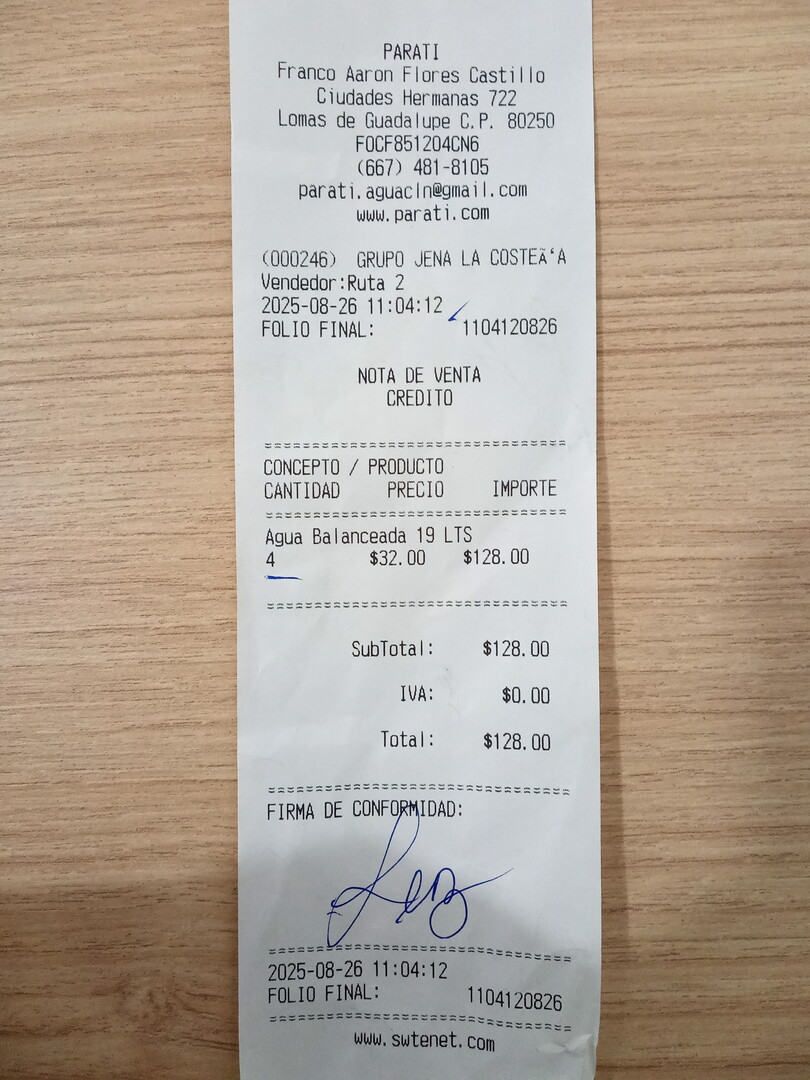 PARATI
Franco Aaron Flores Castillo
Ciudades Hermanas 722
Lomas de Guadalupe C.P. 80250
FOCF851204CN6
(667) 481-8105
parati.aguacln@gmail.com
www.parati.com
(000246) GRUPO JENA LA COSTEÃ‘A
Vendedor:Ruta 2
2025-08-26 11:04:12
FOLIO FINAL: 1104120826
NOTA DE VENTA
CREDITO
================================
CONCEPTO / PRODUCTO
CANTIDAD PRECIO IMPORTE
================================
Agua Balanceada 19 LTS
4 $32.00 $128.00
================================
SubTotal: $128.00
IVA: $0.00
Total: $128.00
================================
FIRMA DE CONFORMIDAD:
================================
2025-08-26 11:04:12
FOLIO FINAL: 1104120826
================================
www.swtenet.com